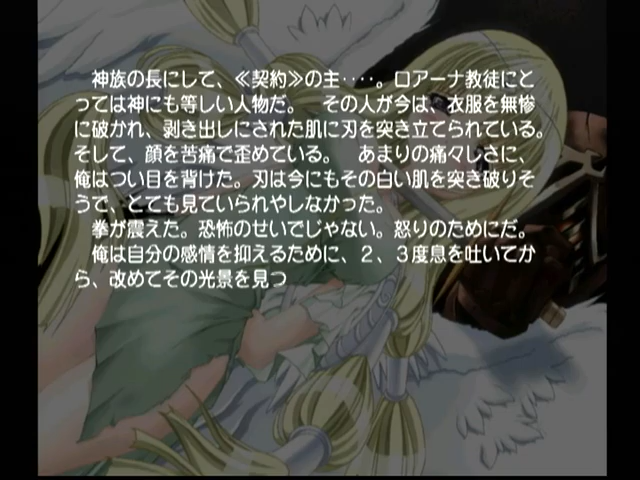 神族の長にして、≪契約≫の主‥‥。ロアーナ教徒にと
っては神にも等しい人物だ。　その人が今は、衣服を無惨
に破かれ、剥き出しにされた肌に刃を突き立てられている。
そして、顔を苦痛で歪めている。　あまりの痛々しさに、
俺はつい目を背けた。刃は今にもその白い肌を突き破りそ
うで、とても見ていられやしなかった。
　拳が震えた。恐怖のせいでじゃない。怒りのためにだ。
　俺は自分の感情を抑えるために、２、３度息を吐いてか
ら、改めてその光景を見つ